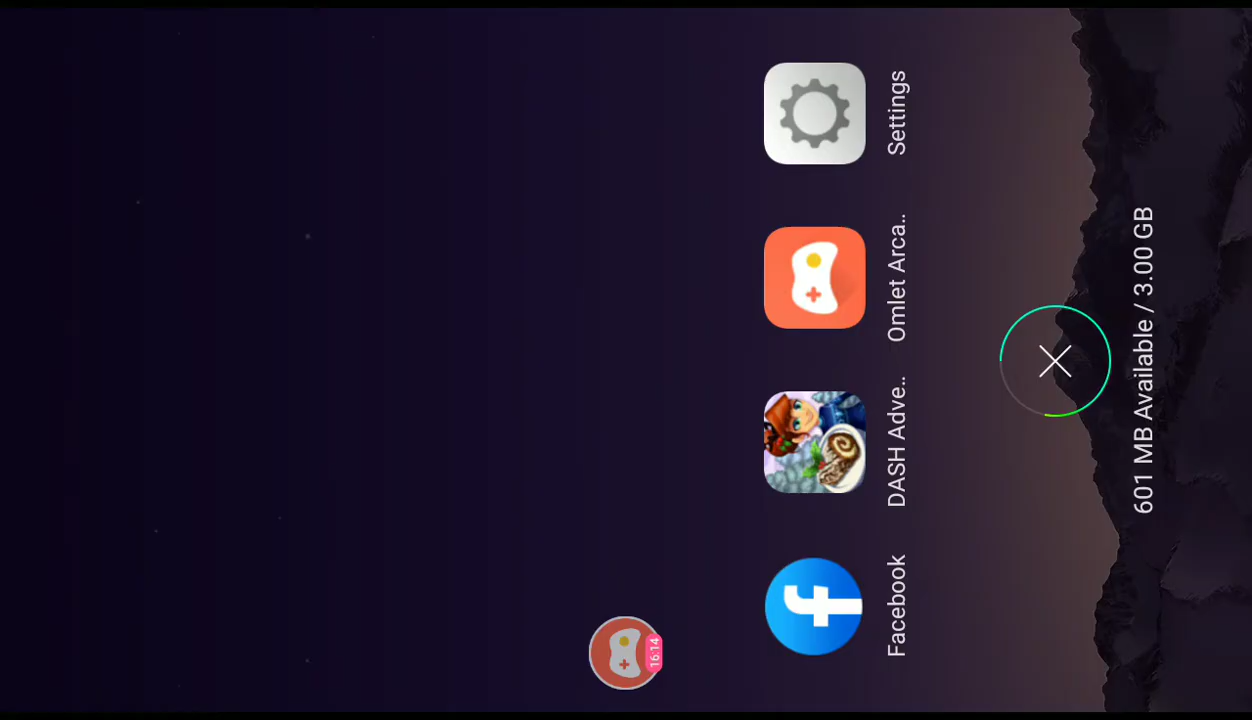 16:14
Facebook
DASH Adve..
Omlet Arca..
Settings
601 MB Available / 3.00 GB